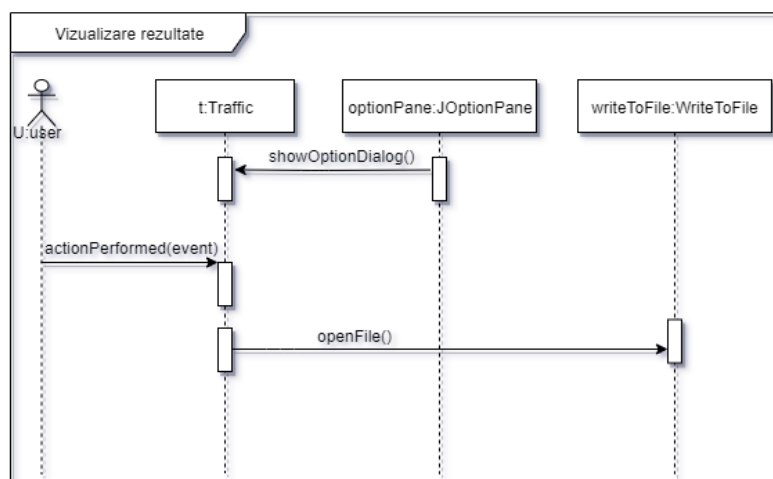 Vizualizare rezultate
U:user
t:Traffic
optionPane:JOptionPane
writeToFile:WriteToFile
showOptionDialog()
actionPerformed(event)
openFile()